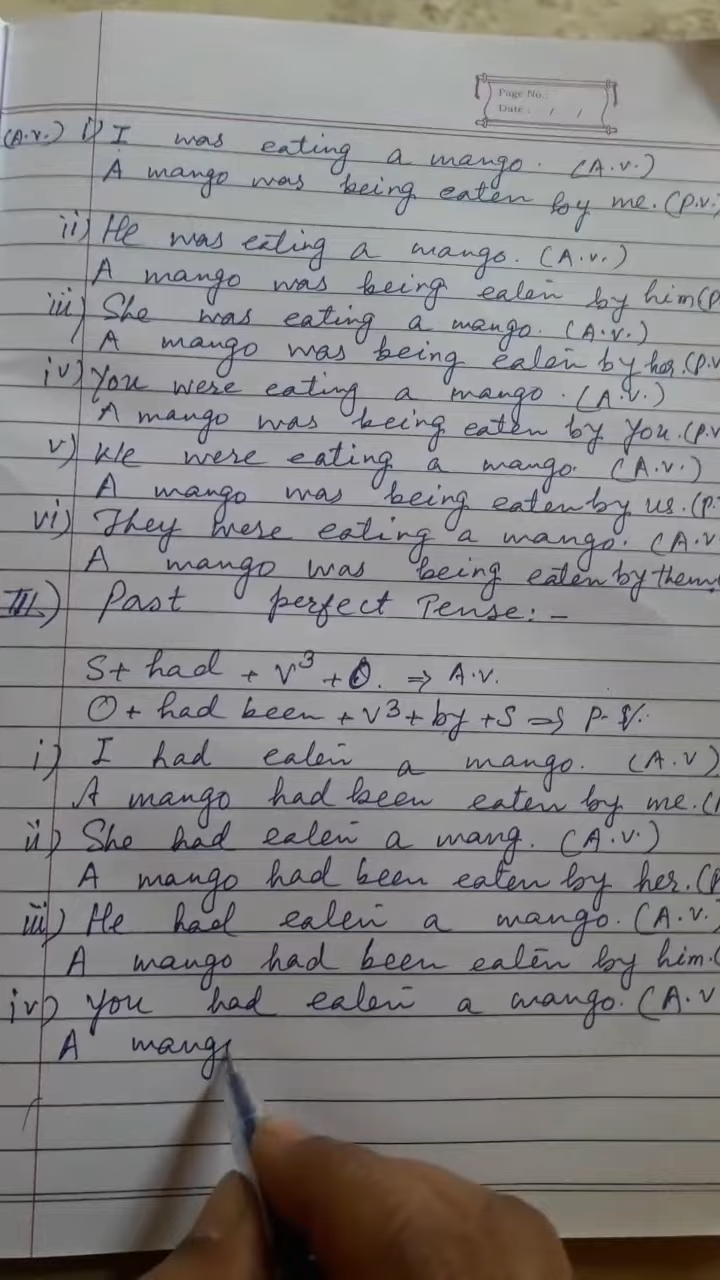 Page No.:
Date : / /
(A.V.) i) I was eating a mango. (A.V.)
A mango was being eaten by me. (P.V.)
ii) He was eating a mango. (A.V.)
A mango was being eaten by him (P
iii) She was eating a mango. (A.V.)
A mango was being eaten by her. (P.V
iv) You were eating a mango. (A.V.)
A mango was being eaten by you. (P.V
v) We were eating a mango. (A.V.)
A mango was being eaten by us. (P.
vi) They were eating a mango. (A.V
A mango was being eaten by them.
III.) Past perfect Tense:-
S+ had + V³ + O. ⇒ A.V.
O + had been + V³ + by + S ⇒ P.V.
i) I had eaten a mango. (A.V)
A mango had been eaten by me. (
ii) She had eaten a mang. (A.V.)
A mango had been eaten by her. (P
iii) He had eaten a mango. (A.V.)
A mango had been eaten by him. (
iv) You had eaten a mango. (A.V
A mango